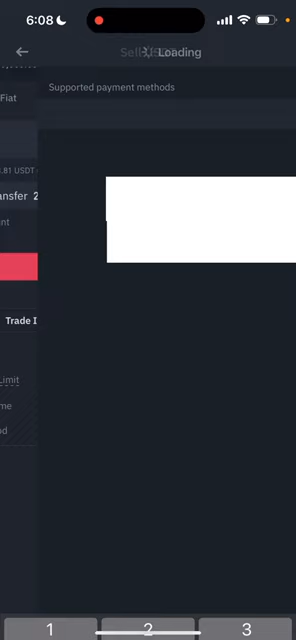 6:08
Loading
Supported payment methods
Fiat
.81 USDT
ansfer 2
nt
Trade I
Limit
me
od
1 2 3